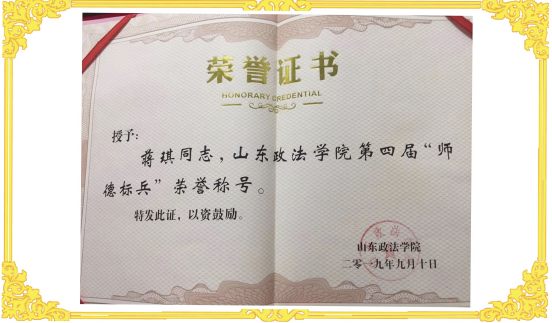 荣誉证书
HONORARY CREDENTIAL
授予:
蒋琪同志，山东政法学院第四届“师
德标兵”荣誉称号。
特发此证，以资鼓励。
山东政法学院
二零一九年九月十日